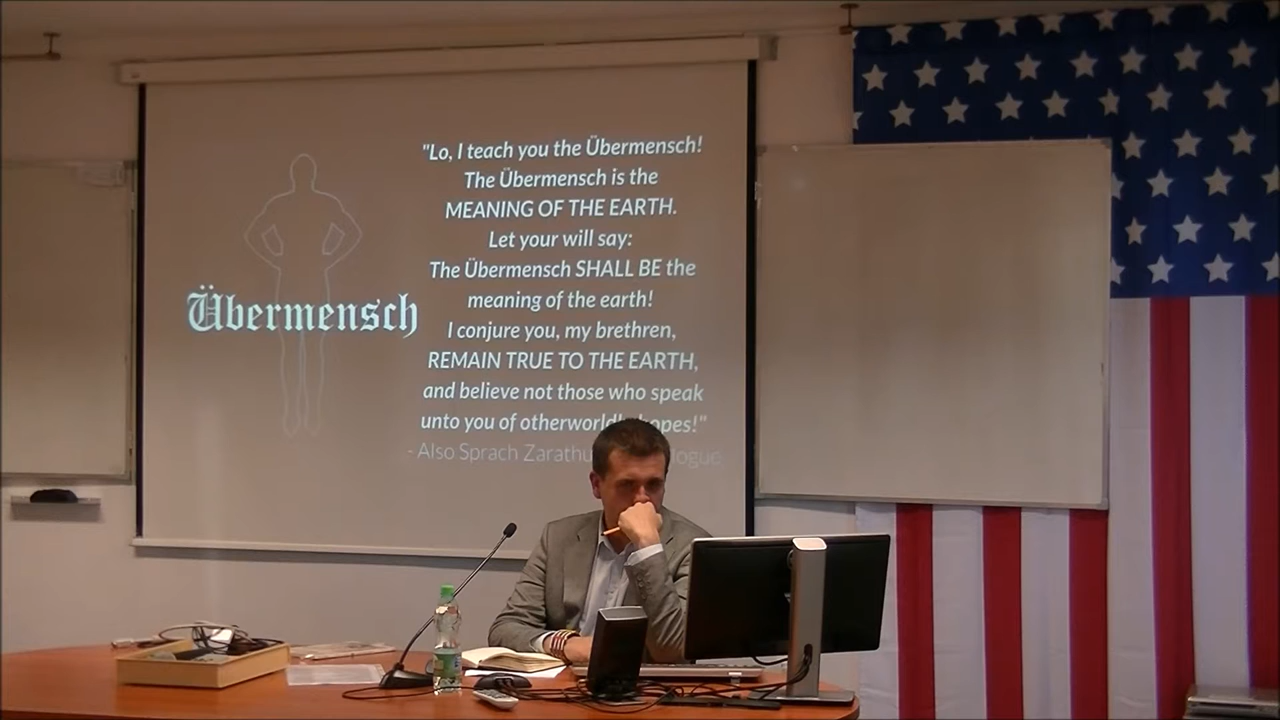 Übermensch
"Lo, I teach you the Übermensch!
The Übermensch is the
MEANING OF THE EARTH.
Let your will say:
The Übermensch SHALL BE the
meaning of the earth!
I conjure you, my brethren,
REMAIN TRUE TO THE EARTH,
and believe not those who speak
unto you of
- Also Sprach